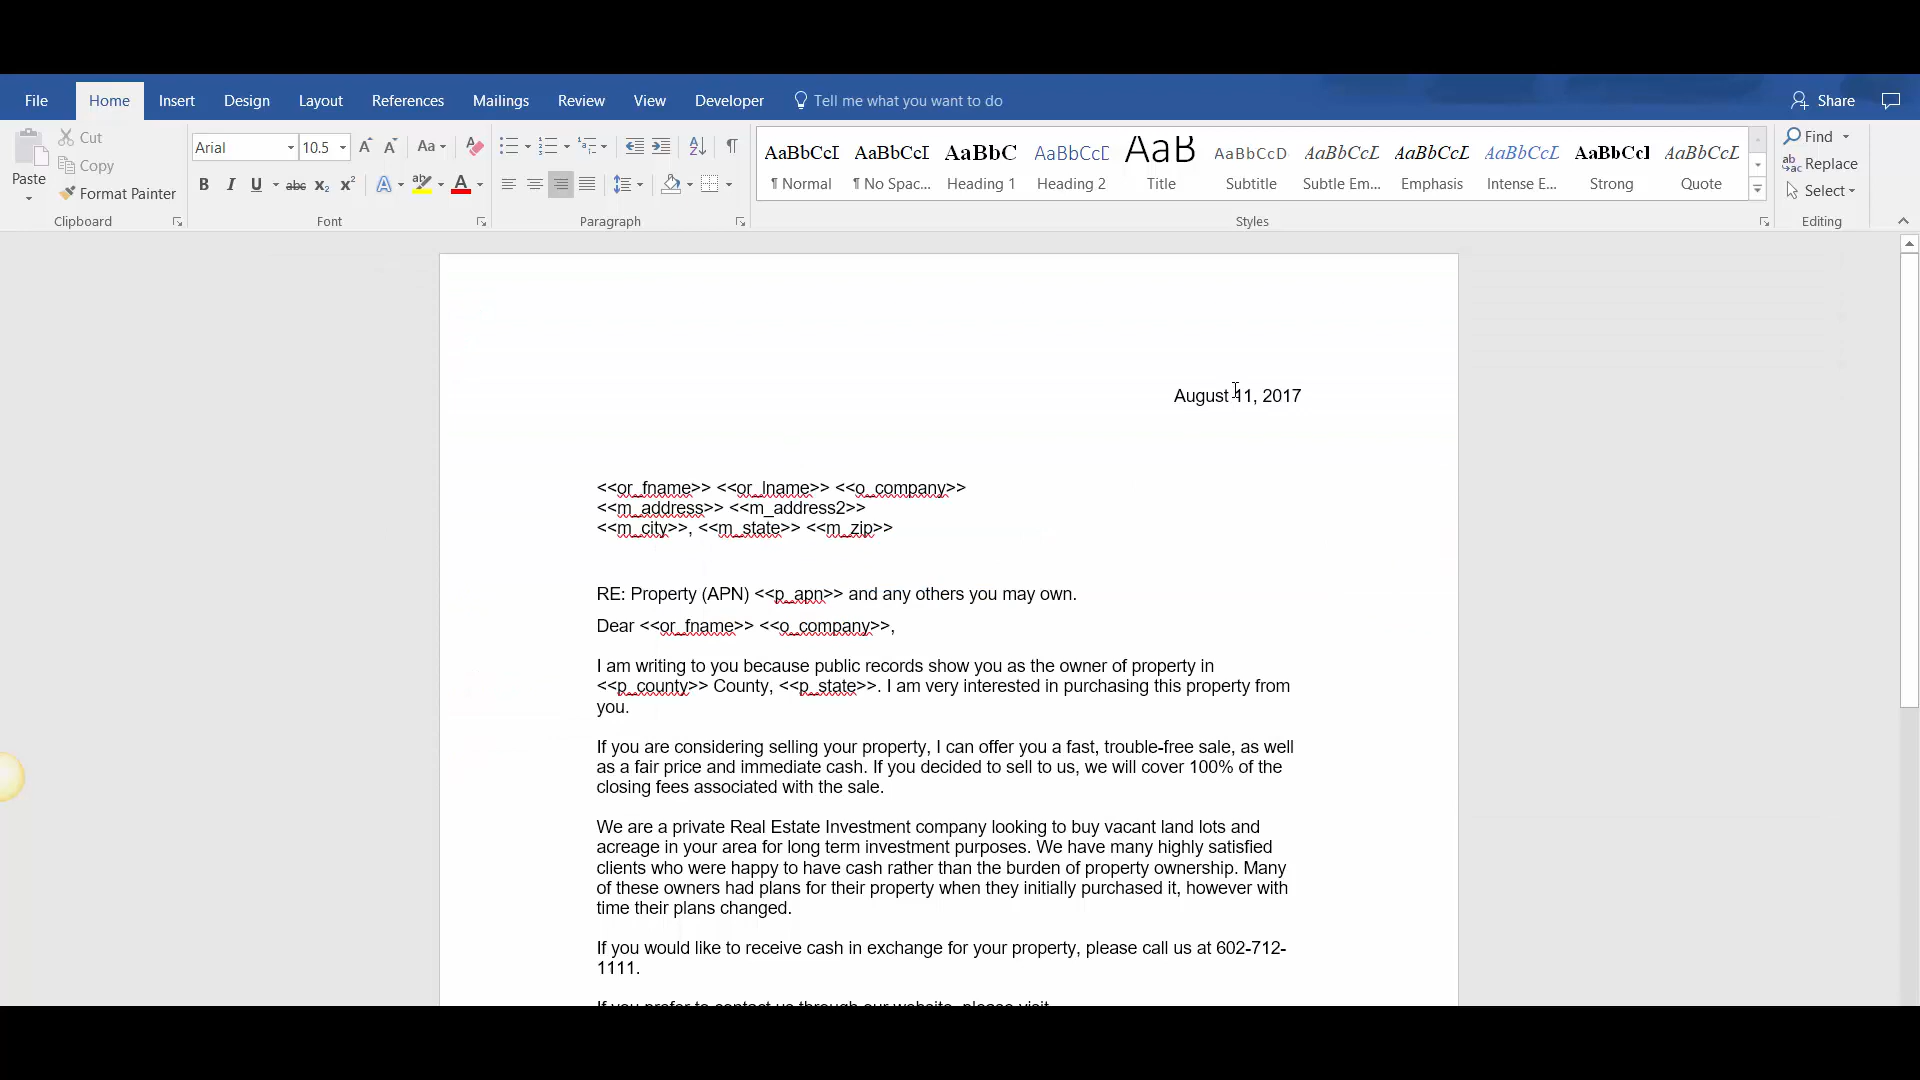 File Home Insert Design Layout References Mailings Review View Developer Tell me what you want to do Share
Cut
Copy
Paste
Format Painter
Clipboard
Arial 10.5
Font
Paragraph
AaBbCcI AaBbCcI AaBbC AaBbCcD AaB AaBbCcD AaBbCcL AaBbCcL AaBbCcL AaBbCcI AaBbCcL
¶ Normal ¶ No Spac... Heading 1 Heading 2 Title Subtitle Subtle Em... Emphasis Intense E... Strong Quote
Styles
Find
Replace
Select
Editing
August 11, 2017
<<or_fname>> <<or_lname>> <<o_company>>
<<m_address>> <<m_address2>>
<<m_city>>, <<m_state>> <<m_zip>>
RE: Property (APN) <<p_apn>> and any others you may own.
Dear <<or_fname>> <<o_company>>,
I am writing to you because public records show you as the owner of property in
<<p_county>> County, <<p_state>>. I am very interested in purchasing this property from
you.
If you are considering selling your property, I can offer you a fast, trouble-free sale, as well
as a fair price and immediate cash. If you decided to sell to us, we will cover 100% of the
closing fees associated with the sale.
We are a private Real Estate Investment company looking to buy vacant land lots and
acreage in your area for long term investment purposes. We have many highly satisfied
clients who were happy to have cash rather than the burden of property ownership. Many
of these owners had plans for their property when they initially purchased it, however with
time their plans changed.
If you would like to receive cash in exchange for your property, please call us at 602-712-
1111.
If you prefer to contact us through our website, please visit